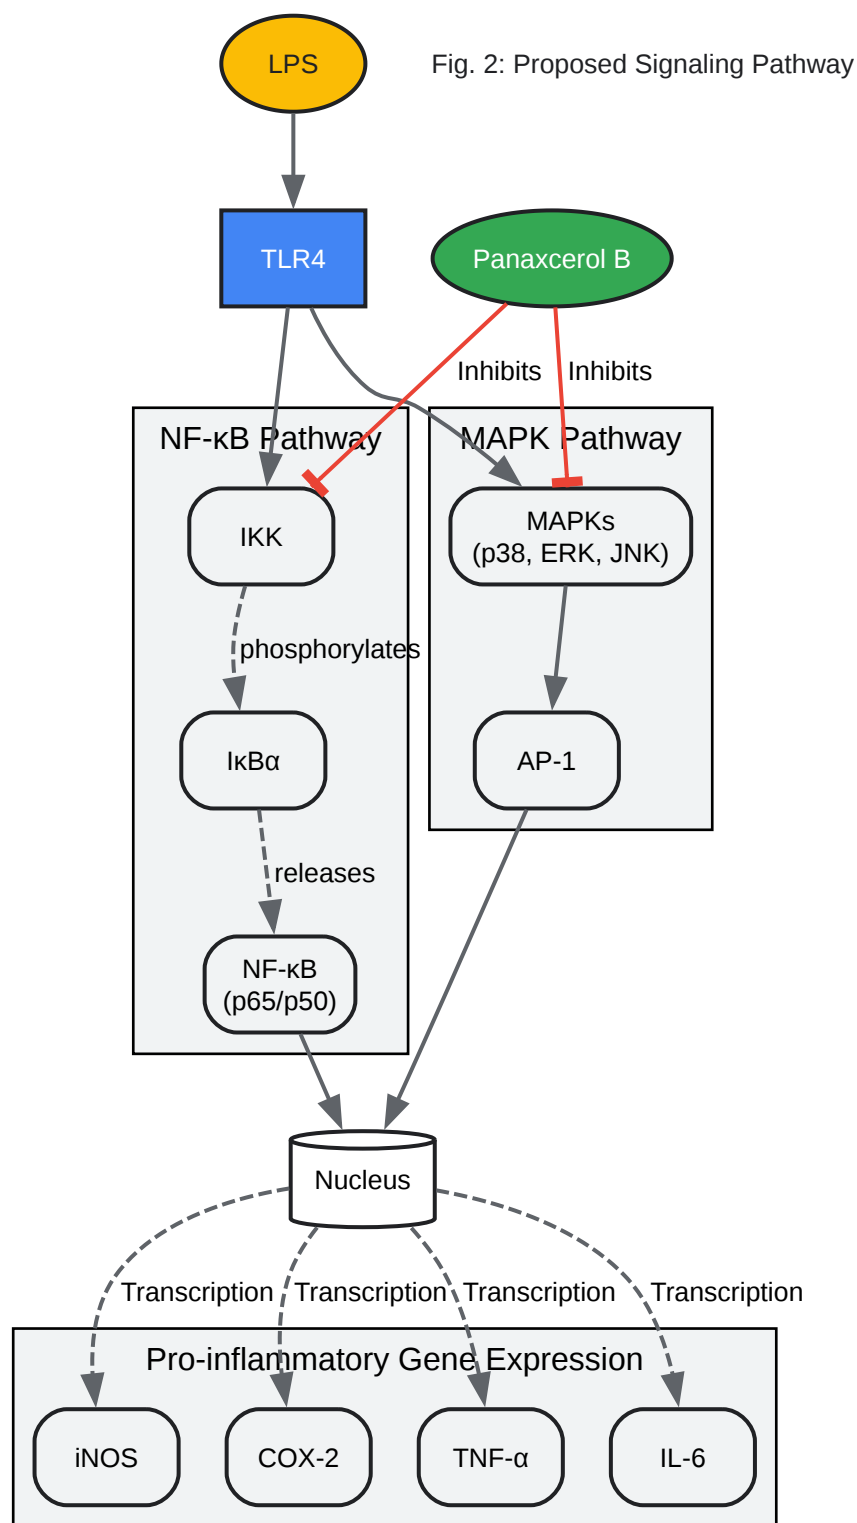 LPS
Fig. 2: Proposed Signaling Pathway
TLR4
Panaxcerol B
Inhibits
Inhibits
NF-κB Pathway
MAPK Pathway
IKK
MAPKs
(p38, ERK, JNK)
phosphorylates
IκBα
AP-1
releases
NF-κB
(p65/p50)
Nucleus
Transcription
Transcription
Transcription
Transcription
Pro-inflammatory Gene Expression
iNOS
COX-2
TNF-α
IL-6